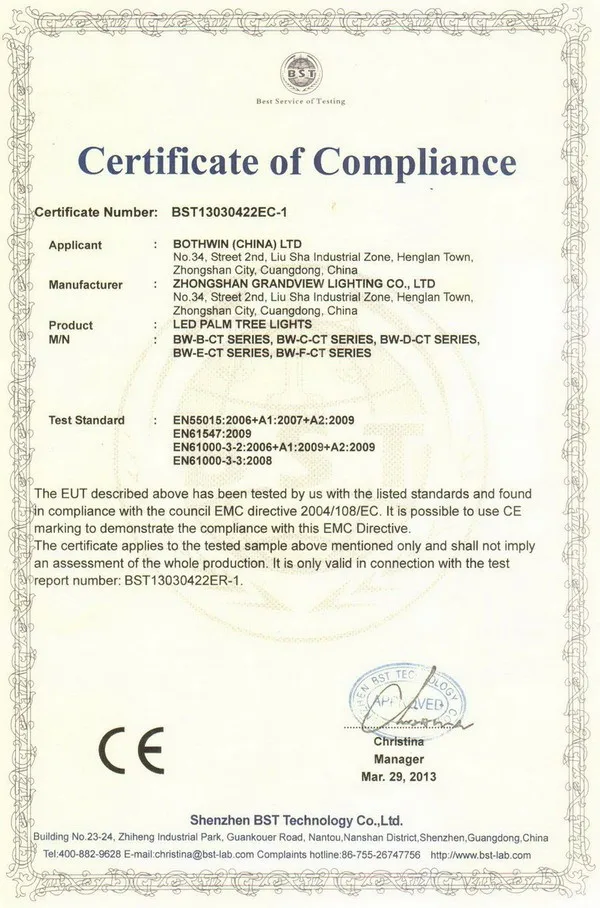 BST
Best Service of Testing
Certificate of Compliance
Certificate Number: BST13030422EC-1
Applicant : BOTHWIN (CHINA) LTD
No.34, Street 2nd, Liu Sha Industrial Zone, Henglan Town,
Zhongshan City, Cuangdong, China
Manufacturer : ZHONGSHAN GRANDVIEW LIGHTING CO., LTD
No.34, Street 2nd, Liu Sha Industrial Zone, Henglan Town,
Zhongshan City, Cuangdong, China
Product : LED PALM TREE LIGHTS
M/N : BW-B-CT SERIES, BW-C-CT SERIES, BW-D-CT SERIES,
BW-E-CT SERIES, BW-F-CT SERIES
Test Standard : EN55015:2006+A1:2007+A2:2009
EN61547:2009
EN61000-3-2:2006+A1:2009+A2:2009
EN61000-3-3:2008
The EUT described above has been tested by us with the listed standards and found
in compliance with the council EMC directive 2004/108/EC. It is possible to use CE
marking to demonstrate the compliance with this EMC Directive.
The certificate applies to the tested sample above mentioned only and shall not imply
an assessment of the whole production. It is only valid in connection with the test
report number: BST13030422ER-1.
CE
Christina
Manager
Mar. 29, 2013
Shenzhen BST Technology Co.,Ltd.
Building No.23-24, Zhiheng Industrial Park, Guankouer Road, Nantou,Nanshan District,Shenzhen,Guangdong,China
Tel:400-882-9628 E-mail:christina@bst-lab.com Complaints hotline:86-755-26747756 http://www.bst-lab.com